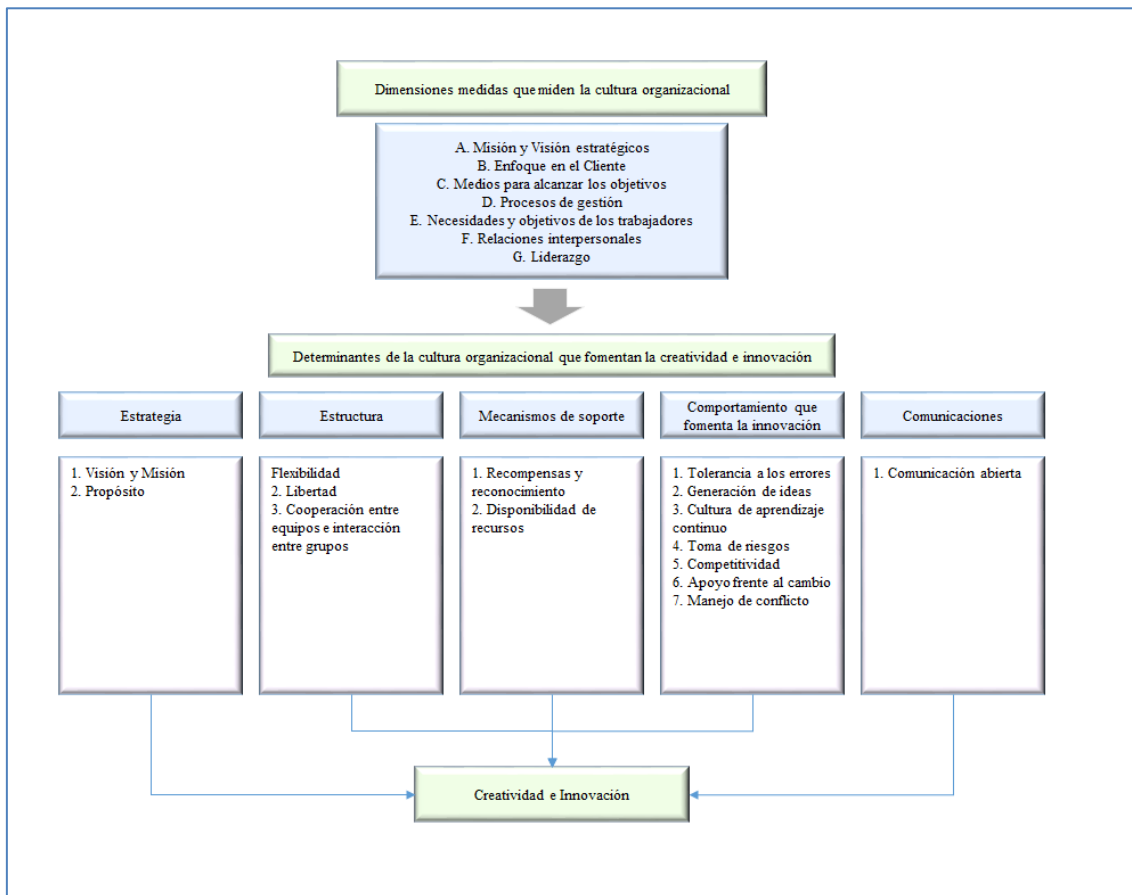 Dimensiones medidas que miden la cultura organizacional
A. Misión y Visión estratégicos
B. Enfoque en el Cliente
C. Medios para alcanzar los objetivos
D. Procesos de gestión
E. Necesidades y objetivos de los trabajadores
F. Relaciones interpersonales
G. Liderazgo
Determinantes de la cultura organizacional que fomentan la creatividad e innovación
Estrategia
1. Visión y Misión
2. Propósito
Estructura
Flexibilidad
2. Libertad
3. Cooperación entre
equipos e interacción
entre grupos
Mecanismos de soporte
1. Recompensas y
reconocimiento
2. Disponibilidad de
recursos
Comportamiento que
fomenta la innovación
1. Tolerancia a los errores
2. Generación de ideas
3. Cultura de aprendizaje
continuo
4. Toma de riesgos
5. Competitividad
6. Apoyo frente al cambio
7. Manejo de conflicto
Comunicaciones
1. Comunicación abierta
Creatividad e Innovación